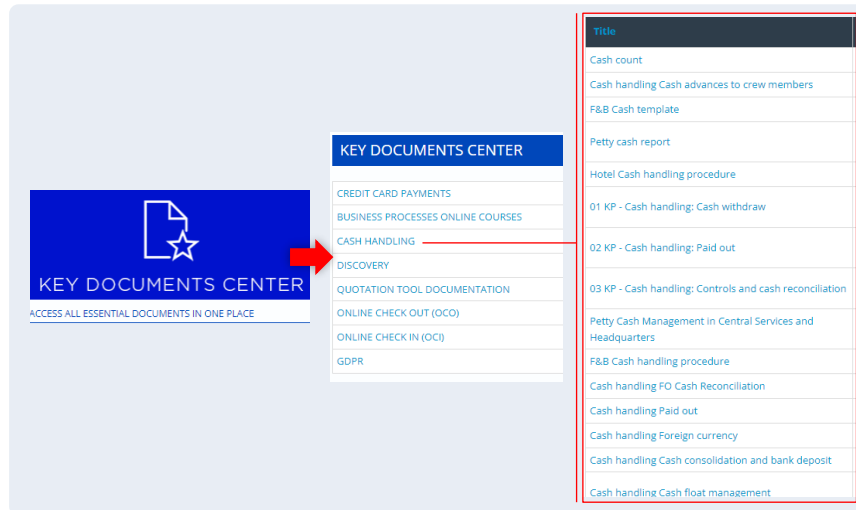 KEY DOCUMENTS CENTER
ACCESS ALL ESSENTIAL DOCUMENTS IN ONE PLACE
KEY DOCUMENTS CENTER
CREDIT CARD PAYMENTS
BUSINESS PROCESSES ONLINE COURSES
CASH HANDLING
DISCOVERY
QUOTATION TOOL DOCUMENTATION
ONLINE CHECK OUT (OCO)
ONLINE CHECK IN (OCI)
GDPR
Title
Cash count
Cash handling Cash advances to crew members
F&B Cash template
Petty cash report
Hotel Cash handling procedure
01 KP - Cash handling: Cash withdraw
02 KP - Cash handling: Paid out
03 KP - Cash handling: Controls and cash reconciliation
Petty Cash Management in Central Services and
Headquarters
F&B Cash handling procedure
Cash handling FO Cash Reconciliation
Cash handling Paid out
Cash handling Foreign currency
Cash handling Cash consolidation and bank deposit
Cash handling Cash float management